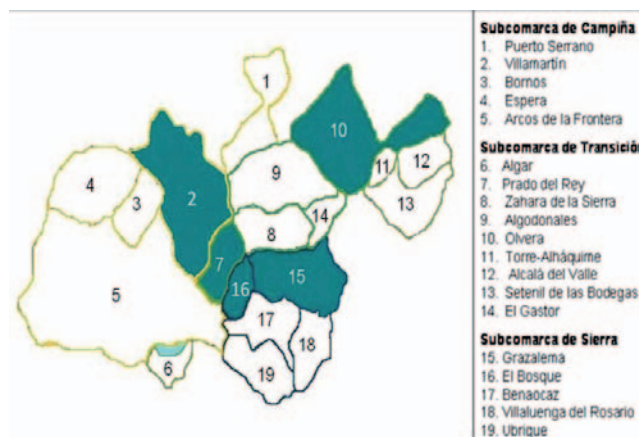 1
10
11
12
9
4
3
2
13
14
8
7
15
16
5
17
18
6
19
Subcomarca de Campiña
1. Puerto Serrano
2. Villamartín
3. Bornos
4. Espera
5. Arcos de la Frontera
Subcomarca de Transición
6. Algar
7. Prado del Rey
8. Zahara de la Sierra
9. Algodonales
10. Olvera
11. Torre-Alháquime
12. Alcalá del Valle
13. Setenil de las Bodegas
14. El Gastor
Subcomarca de Sierra
15. Grazalema
16. El Bosque
17. Benaocaz
18. Villaluenga del Rosario
19. Ubrique